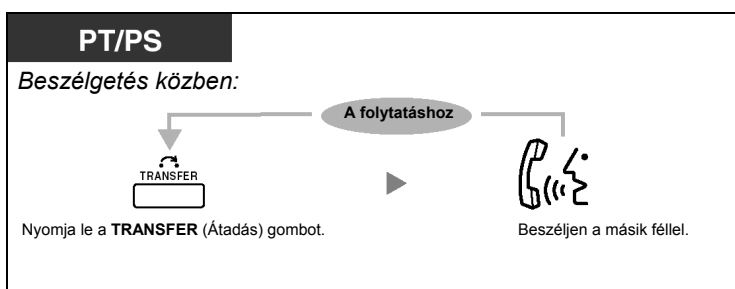 PT/PS
Beszélgetés közben:
A folytatáshoz
TRANSFER
Nyomja le a TRANSFER (Átadás) gombot.
Beszéljen a másik féllel.